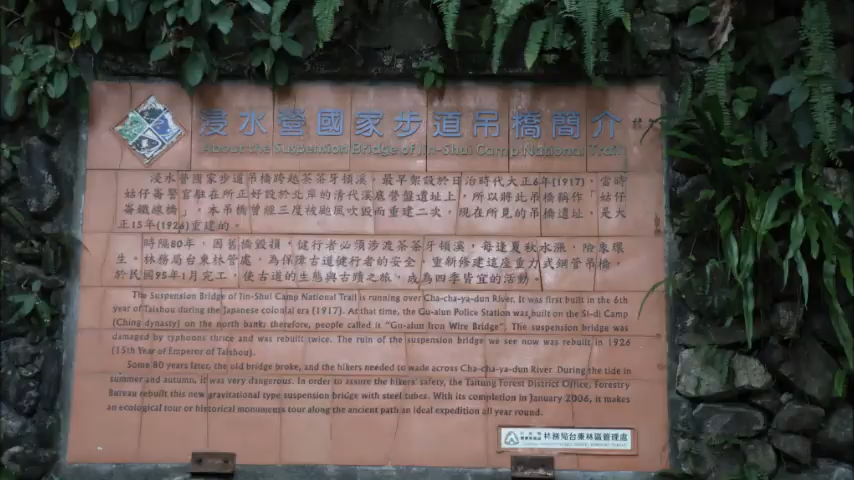 浸水營國家步道吊橋簡介
About the Suspension Bridge of Jin-Shui Camp National Trail
浸水營國家步道吊橋跨越茶茶牙頓溪，最早架設於日治時代大正6年(1917)，當時
姑仔崙警官駐在所正好設於北岸的清代溪底營盤遺址上，所以將此吊橋稱作「姑仔
崙鐵線橋」。本吊橋曾經三度被颱風吹毀而重建二次，現在所見的吊橋遺址，是大
正15年(1926)重建的。
時隔80年，因舊橋毀損，健行者必須涉渡茶茶牙頓溪，每逢夏秋水漲，險象環
生。林務局台東林管處，為保障古道健行者的安全，重新修建這座重力式鋼管吊橋，
於民國95年1月完工，使古道的生態與古蹟之旅，成為四季皆宜的活動。
The Suspension Bridge of Jin-Shui Camp National Trail is running over Cha-cha-ya-dun River. It was first built in the 6th
year of Taishou during the Japanese colonial era (1917). At that time, the Gu-alun Police Station was built on the Si-di Camp
(Ching dynasty) on the north bank; therefore, people called it "Gu-alun Iron Wire Bridge". The suspension bridge was
damaged by typhoons thrice and was rebuilt twice. The ruin of the suspension bridge we see now was rebuilt in 1926
(15th Year of Emperor of Taishou).
Some 80 years later, the old bridge broke, and the hikers needed to wade across Cha-cha-ya-dun River. During the tide in
summer and autumn, it was very dangerous. In order to assure the hikers' safety, the Taitung Forest District Office, Forestry
Bureau rebuilt this new gravitational type suspension bridge with steel tubes. With its completion in January 2006, it makes
an ecological tour or historical monuments tour along the ancient path an ideal expedition all year round.
林務局台東林區管理處